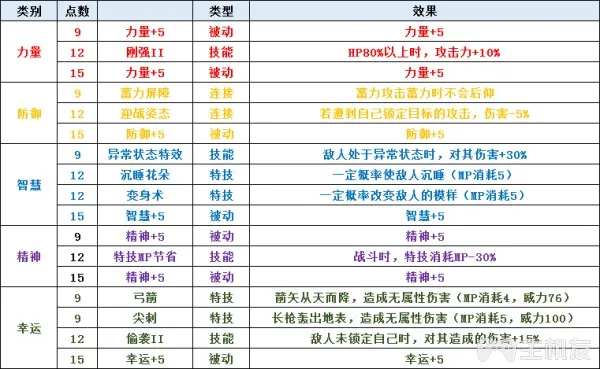 类别 点数 类型 效果
力量 9 力量+5 被动 力量+5
12 刚强II 技能 HP80%以上时，攻击力+10%
15 力量+5 被动 力量+5
防御 9 蓄力屏障 连接 蓄力攻击蓄力时不会后仰
12 迎战姿态 连接 若遭到自己锁定目标的攻击，伤害-5%
15 防御+5 被动 防御+5
智慧 9 异常状态特效 技能 敌人处于异常状态时，对其伤害+30%
12 沉睡花朵 特技 一定概率使敌人沉睡（MP消耗5）
12 变身术 特技 一定概率改变敌人的模样（MP消耗5）
15 智慧+5 被动 智慧+5
精神 9 精神+5 被动 精神+5
12 特技MP节省 技能 战斗时，特技消耗MP-30%
15 精神+5 被动 精神+5
幸运 9 弓箭 特技 箭矢从天而降，造成无属性伤害（MP消耗4，威力76）
9 尖刺 特技 长枪轰出地表，造成无属性伤害（MP消耗5，威力100）
12 偷袭II 技能 敌人未锁定自己时，对其造成的伤害+15%
15 幸运+5 被动 幸运+5
主机友